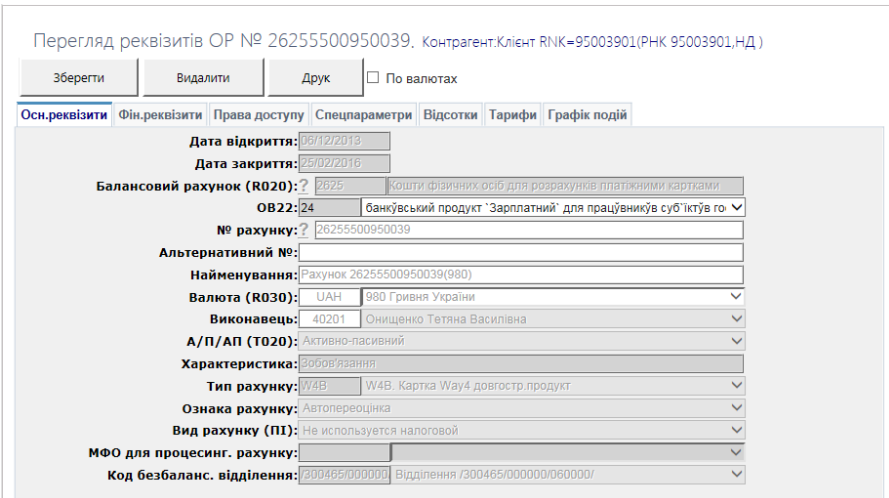 Перегляд реквізитів ОР № 26255500950039. Контрагент:Клієнт RNK=95003901(РНК 95003901,НД )
Зберегти Видалити Друк По валютах
Осн.реквізити Фін.реквізити Права доступу Спецпараметри Відсотки Тарифи Графік подій
Дата відкриття: 06/12/2013
Дата закриття: 25/02/2016
Балансовий рахунок (R020): ? 2625 Кошти фізичних осіб для розрахунків платіжними картками
ОВ22: 24 банкўвський продукт `Зарплатний` для працўвникўв суб`їктўв го
№ рахунку: ? 26255500950039
Альтернативний №:
Найменування: Рахунок 26255500950039(980)
Валюта (R030): UAH 980 Гривня України
Виконавець: 40201 Онищенко Тетяна Василівна
А/П/АП (T020): Активно-пасивний
Характеристика: Зобов'язання
Тип рахунку: W4B W4B. Картка Way4 довгостр.продукт
Ознака рахунку: Автопереоцінка
Вид рахунку (ПІ): Не используется налоговой
МФО для процесинг. рахунку:
Код безбаланс. відділення: /300465/000000/ Відділення /300465/000000/060000/